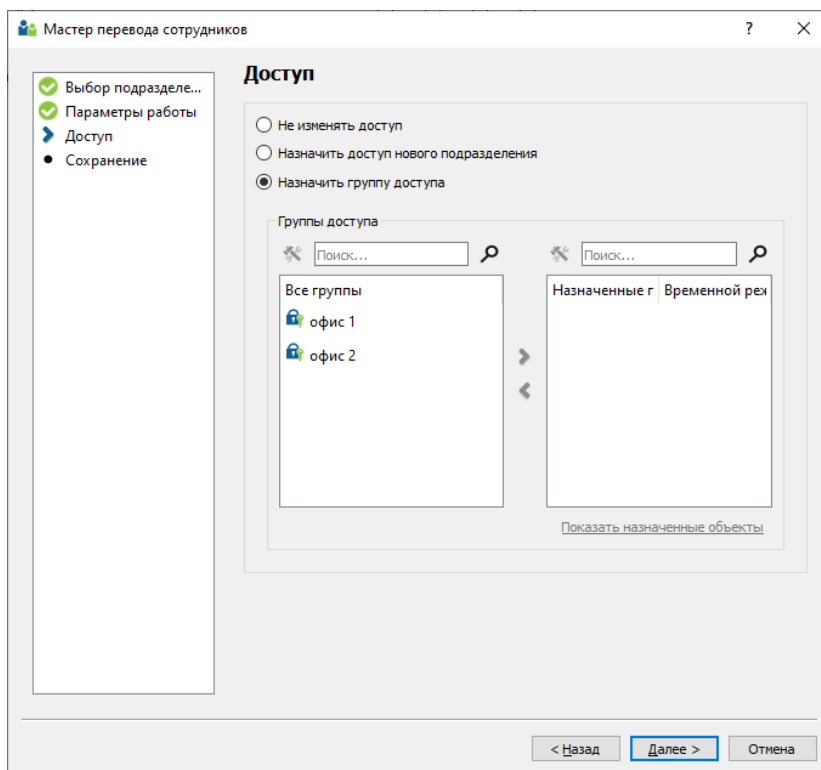 Мастер перевода сотрудников
?
Выбор подразделе...
Параметры работы
Доступ
Сохранение
Доступ
Не изменять доступ
Назначить доступ нового подразделения
Назначить группу доступа
Группы доступа
Поиск...
Поиск...
Все группы
офис 1
офис 2
Назначенные г Временной реж
Показать назначенные объекты
< Назад Далее > Отмена